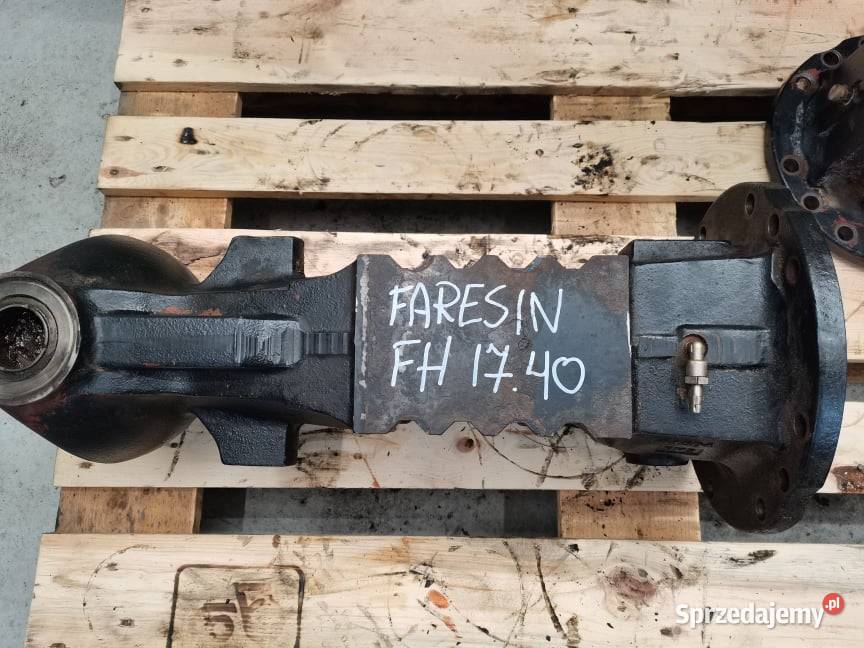 FARESIN
FH 17.40
Sprzedajemy.pl